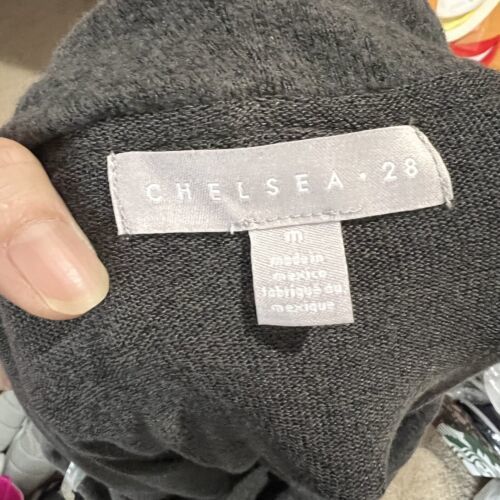 CHELSEA • 28
m
made in
mexico
fabriqué au
mexique